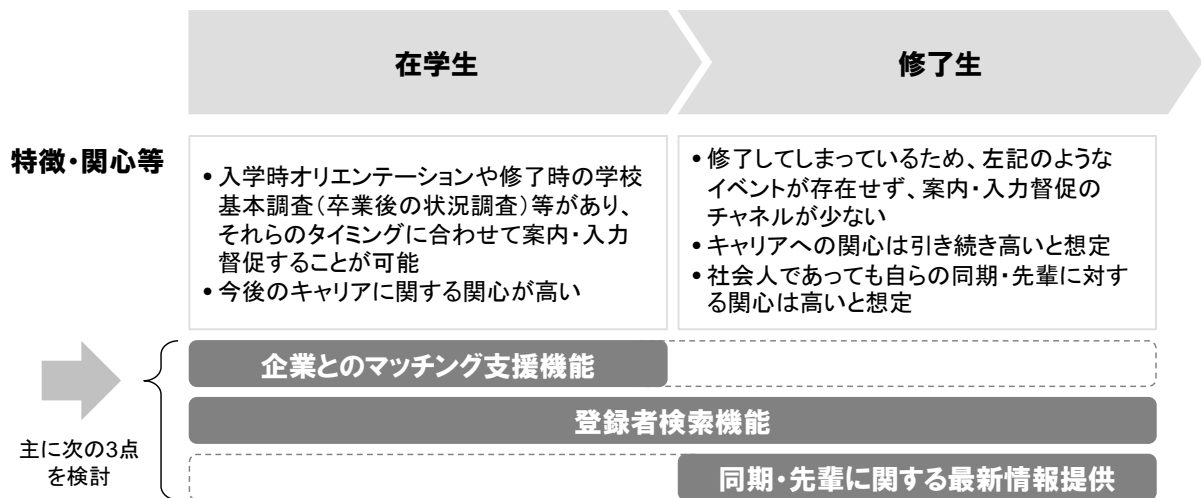 在学生
修了生
特徴・関心等
• 入学時オリエンテーションや修了時の学校
基本調査（卒業後の状況調査）等があり、
それらのタイミングに合わせて案内・入力
督促することが可能
• 今後のキャリアに関する関心が高い
• 修了してしまっているため、左記のような
イベントが存在せず、案内・入力督促の
チャネルが少ない
• キャリアへの関心は引き続き高いと想定
• 社会人であっても自らの同期・先輩に対す
る関心は高いと想定
主に次の3点
を検討
企業とのマッチング支援機能
登録者検索機能
同期・先輩に関する最新情報提供